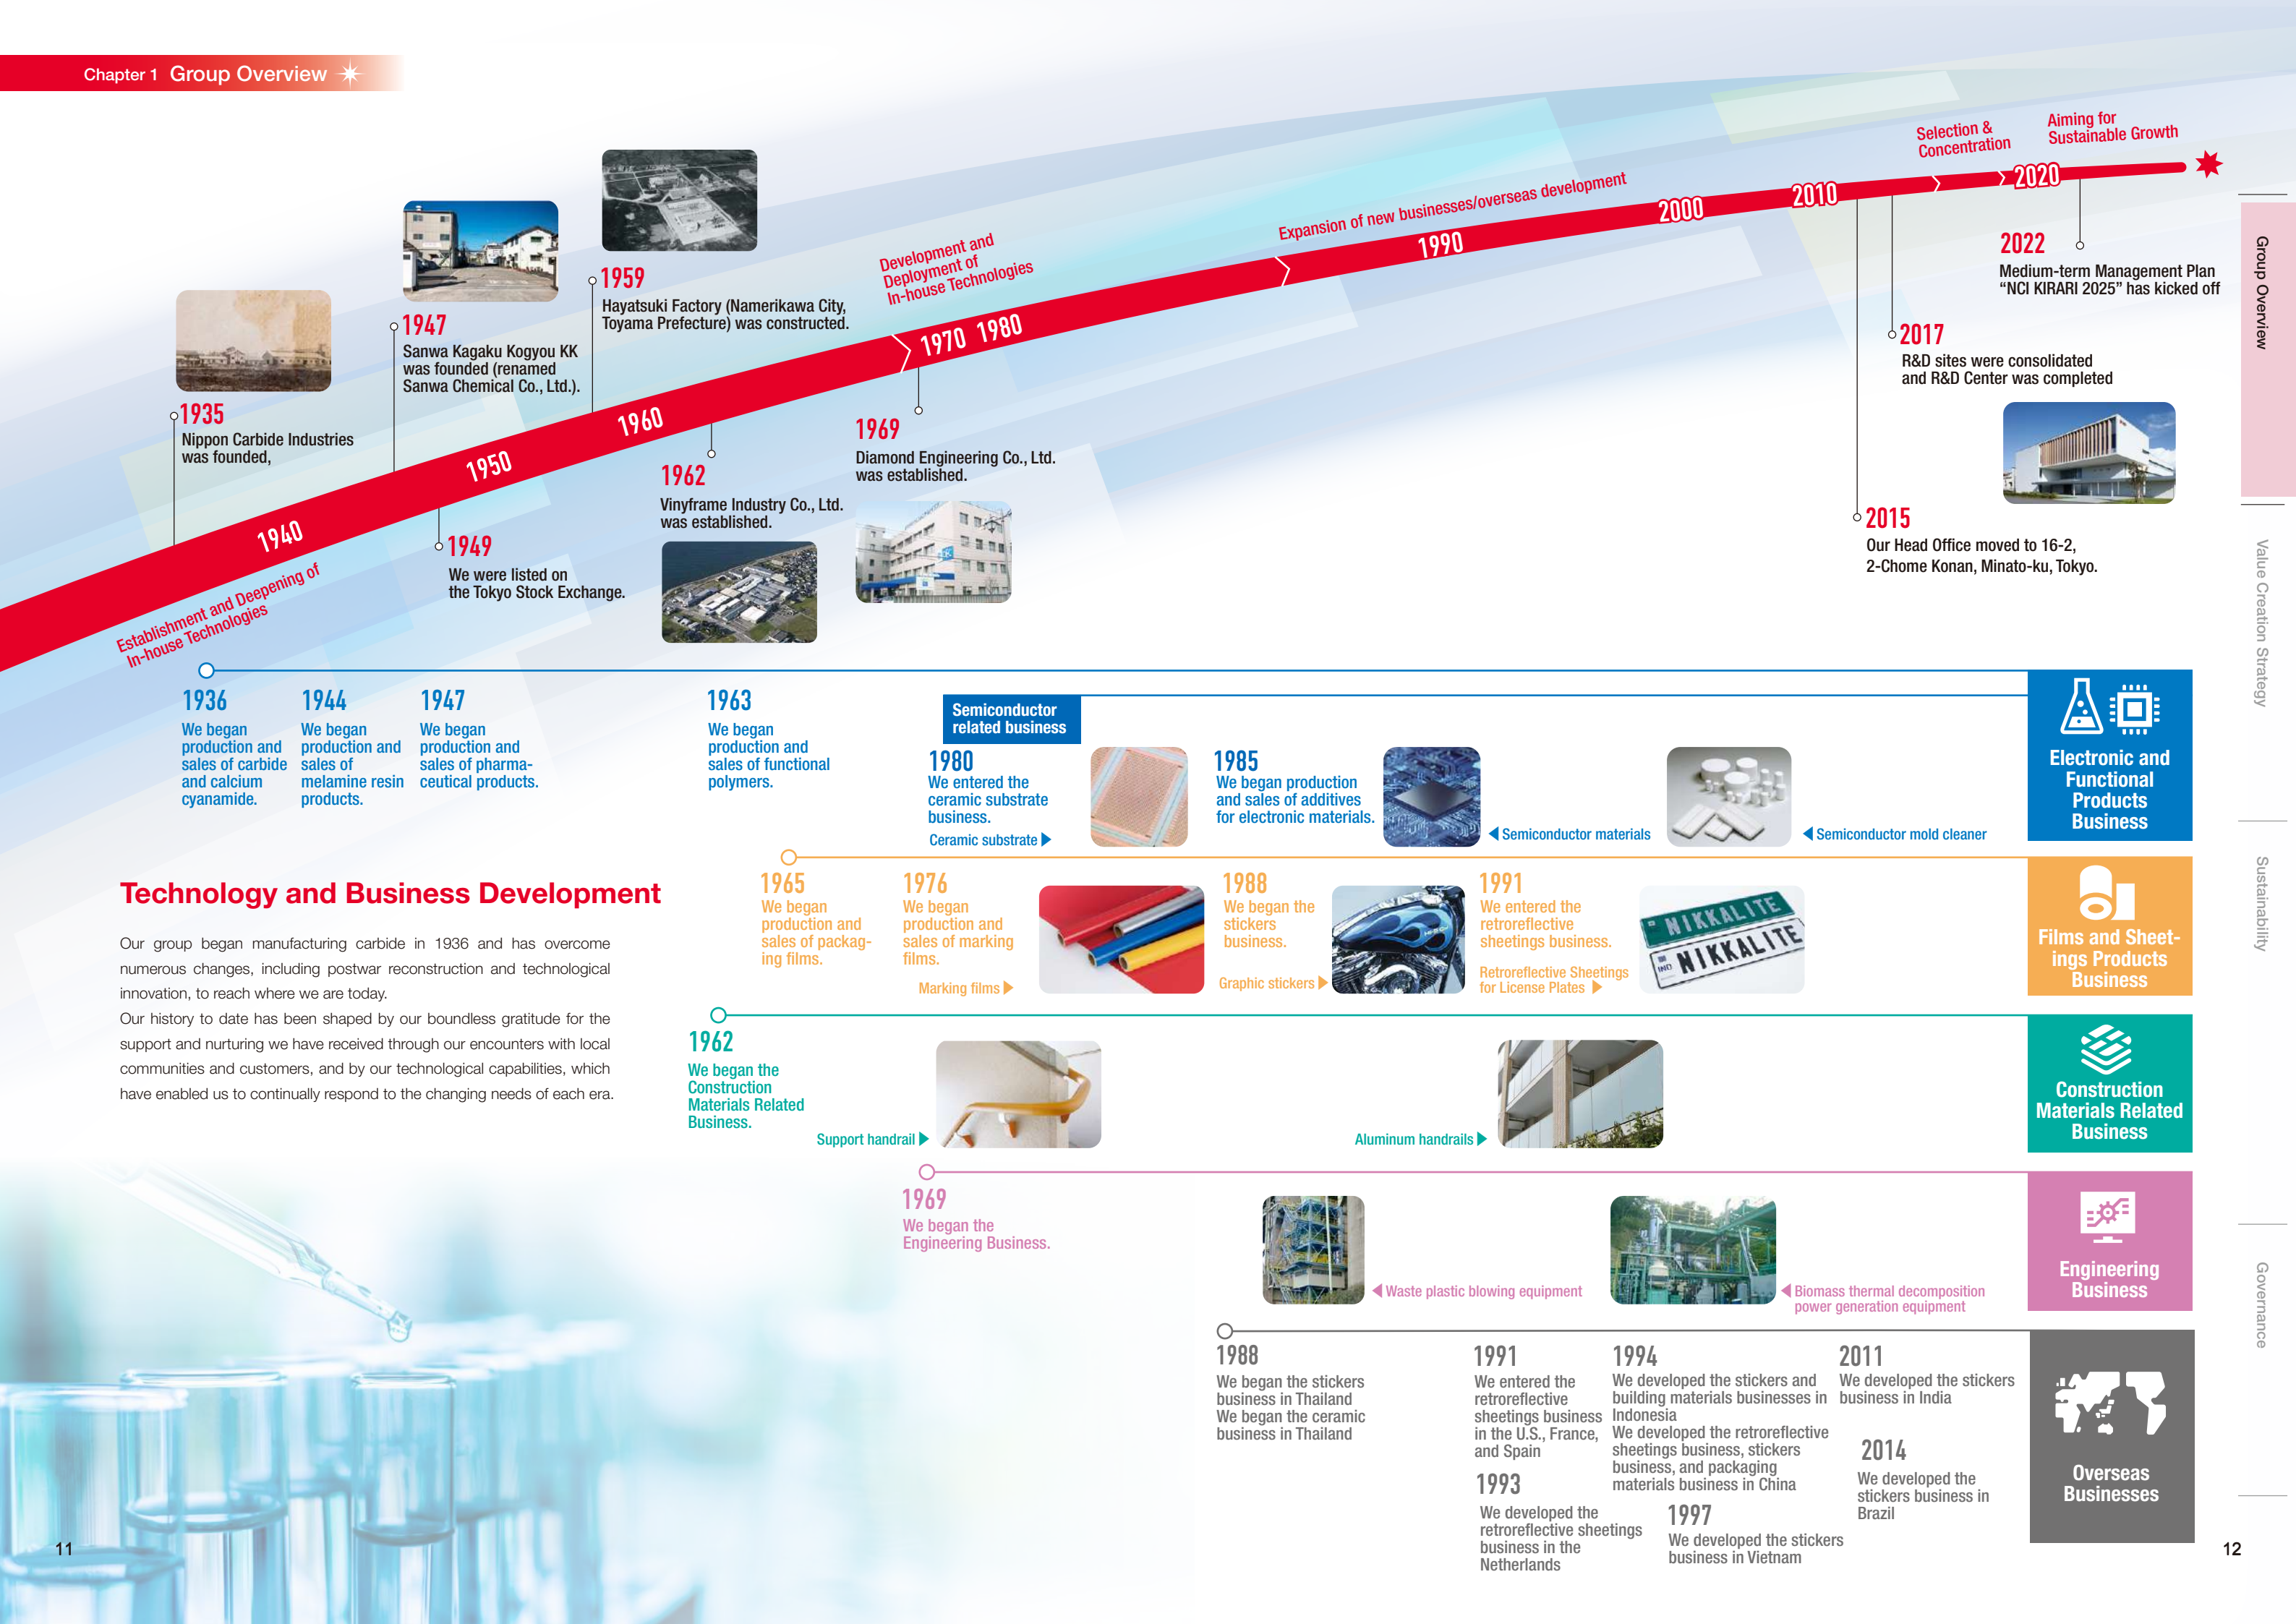 Chapter 1 Group Overview
Selection &
Concentration
Aiming for
Sustainable Growth
Expansion of new businesses/overseas development
Development and
Deployment of
In-house Technologies
Establishment and Deepening of
In-house Technologies
1940
1950
1960
1970
1980
1990
2000
2010
2020
1935
Nippon Carbide Industries
was founded,
1947
Sanwa Kagaku Kogyou KK
was founded (renamed
Sanwa Chemical Co., Ltd.).
1959
Hayatsuki Factory (Namerikawa City,
Toyama Prefecture) was constructed.
1949
We were listed on
the Tokyo Stock Exchange.
1962
Vinyframe Industry Co., Ltd.
was established.
1969
Diamond Engineering Co., Ltd.
was established.
2015
Our Head Office moved to 16-2,
2-Chome Konan, Minato-ku, Tokyo.
2017
R&D sites were consolidated
and R&D Center was completed
2022
Medium-term Management Plan
“NCI KIRARI 2025” has kicked off
1936
We began
production and
sales of carbide
and calcium
cyanamide.
1944
We began
production and
sales of
melamine resin
products.
1947
We began
production and
sales of pharma-
ceutical products.
1963
We began
production and
sales of functional
polymers.
Semiconductor
related business
1980
We entered the
ceramic substrate
business.
Ceramic substrate
1985
We began production
and sales of additives
for electronic materials.
Semiconductor materials
Semiconductor mold cleaner
Electronic and
Functional
Products
Business
Technology and Business Development
Our group began manufacturing carbide in 1936 and has overcome
numerous changes, including postwar reconstruction and technological
innovation, to reach where we are today.
Our history to date has been shaped by our boundless gratitude for the
support and nurturing we have received through our encounters with local
communities and customers, and by our technological capabilities, which
have enabled us to continually respond to the changing needs of each era.
1965
We began
production and
sales of packag-
ing films.
1976
We began
production and
sales of marking
films.
Marking films
1988
We began the
stickers
business.
Graphic stickers
1991
We entered the
retroreflective
sheetings business.
Retroreflective Sheetings
for License Plates
NIKKALITE
IND NIKKALITE
Films and Sheet-
ings Products
Business
1962
We began the
Construction
Materials Related
Business.
Support handrail
Aluminum handrails
Construction
Materials Related
Business
1969
We began the
Engineering Business.
Waste plastic blowing equipment
Biomass thermal decomposition
power generation equipment
Engineering
Business
1988
We began the stickers
business in Thailand
We began the ceramic
business in Thailand
1991
We entered the
retroreflective
sheetings business
in the U.S., France,
and Spain
1993
We developed the
retroreflective sheetings
business in the
Netherlands
1994
We developed the stickers and
building materials businesses in
Indonesia
We developed the retroreflective
sheetings business, stickers
business, and packaging
materials business in China
1997
We developed the stickers
business in Vietnam
2011
We developed the stickers
business in India
2014
We developed the
stickers business in
Brazil
Overseas
Businesses
Group Overview
Value Creation Strategy
Sustainability
Governance
11
12